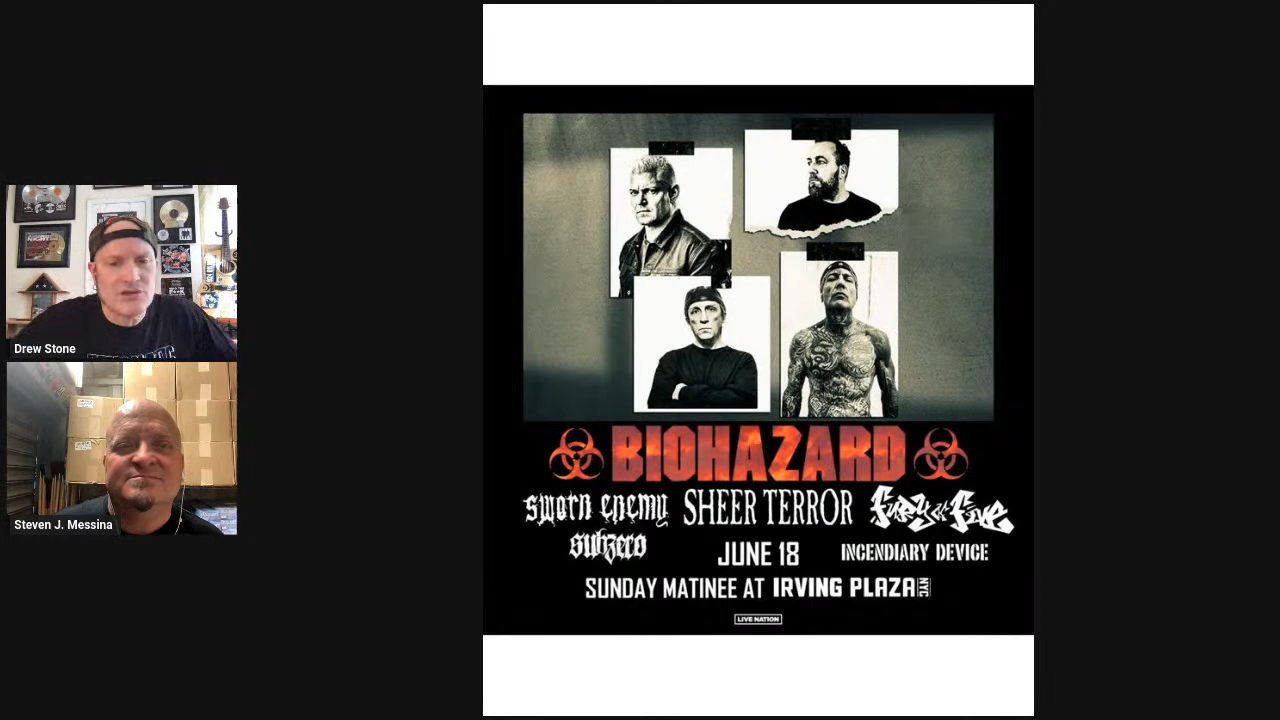 Drew Stone
Steven J. Messina
BIOHAZARD
sworn enemy SHEER TERROR Fury of Five
subzero JUNE 18 INCENDIARY DEVICE
SUNDAY MATINEE AT IRVING PLAZA NYC
LIVE NATION